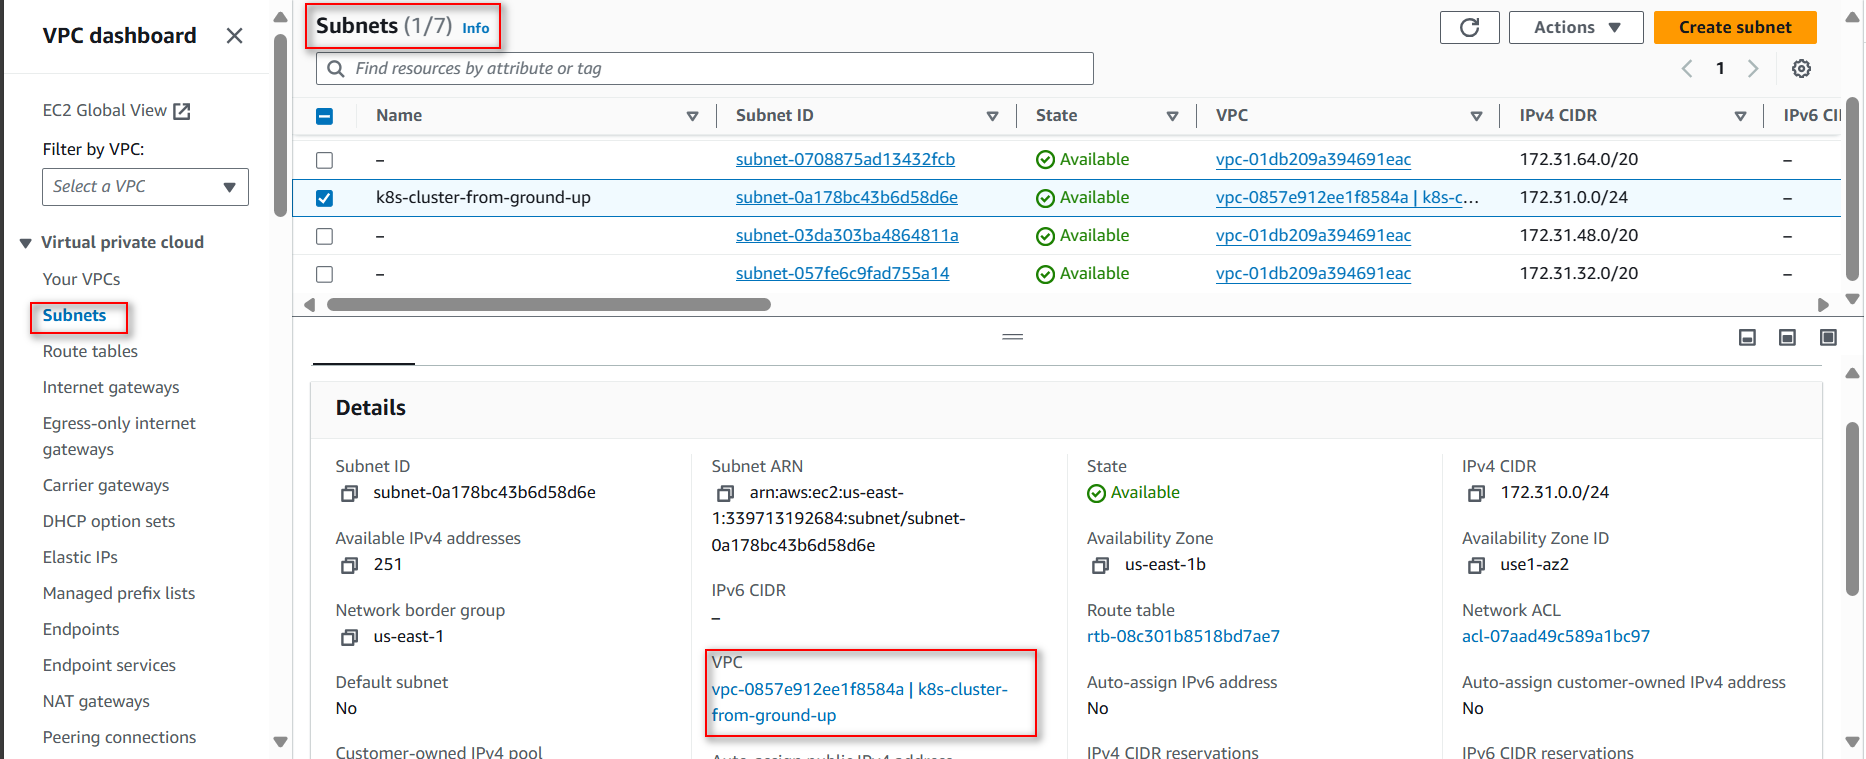 VPC dashboard
EC2 Global View
Filter by VPC:
Select a VPC
Virtual private cloud
Your VPCs
Subnets
Route tables
Internet gateways
Egress-only internet
gateways
Carrier gateways
DHCP option sets
Elastic IPs
Managed prefix lists
Endpoints
Endpoint services
NAT gateways
Peering connections
Subnets (1/7) Info
Actions
Create subnet
Find resources by attribute or tag
1
Name Subnet ID State VPC IPv4 CIDR IPv6 CI
– subnet-0708875ad13432fcb Available vpc-01db209a394691eac 172.31.64.0/20 –
k8s-cluster-from-ground-up subnet-0a178bc43b6d58d6e Available vpc-0857e912ee1f8584a | k8s-c... 172.31.0.0/24 –
– subnet-03da303ba4864811a Available vpc-01db209a394691eac 172.31.48.0/20 –
– subnet-057fe6c9fad755a14 Available vpc-01db209a394691eac 172.31.32.0/20 –
Details
Subnet ID
subnet-0a178bc43b6d58d6e
Available IPv4 addresses
251
Network border group
us-east-1
Default subnet
No
Customer-owned IPv4 pool
Subnet ARN
arn:aws:ec2:us-east-
1:339713192684:subnet/subnet-
0a178bc43b6d58d6e
IPv6 CIDR
–
VPC
vpc-0857e912ee1f8584a | k8s-cluster-
from-ground-up
Auto-assign public IPv4 address
State
Available
Availability Zone
us-east-1b
Route table
rtb-08c301b8518bd7ae7
Auto-assign IPv6 address
No
IPv4 CIDR reservations
IPv4 CIDR
172.31.0.0/24
Availability Zone ID
use1-az2
Network ACL
acl-07aad49c589a1bc97
Auto-assign customer-owned IPv4 address
No
IPv6 CIDR reservations